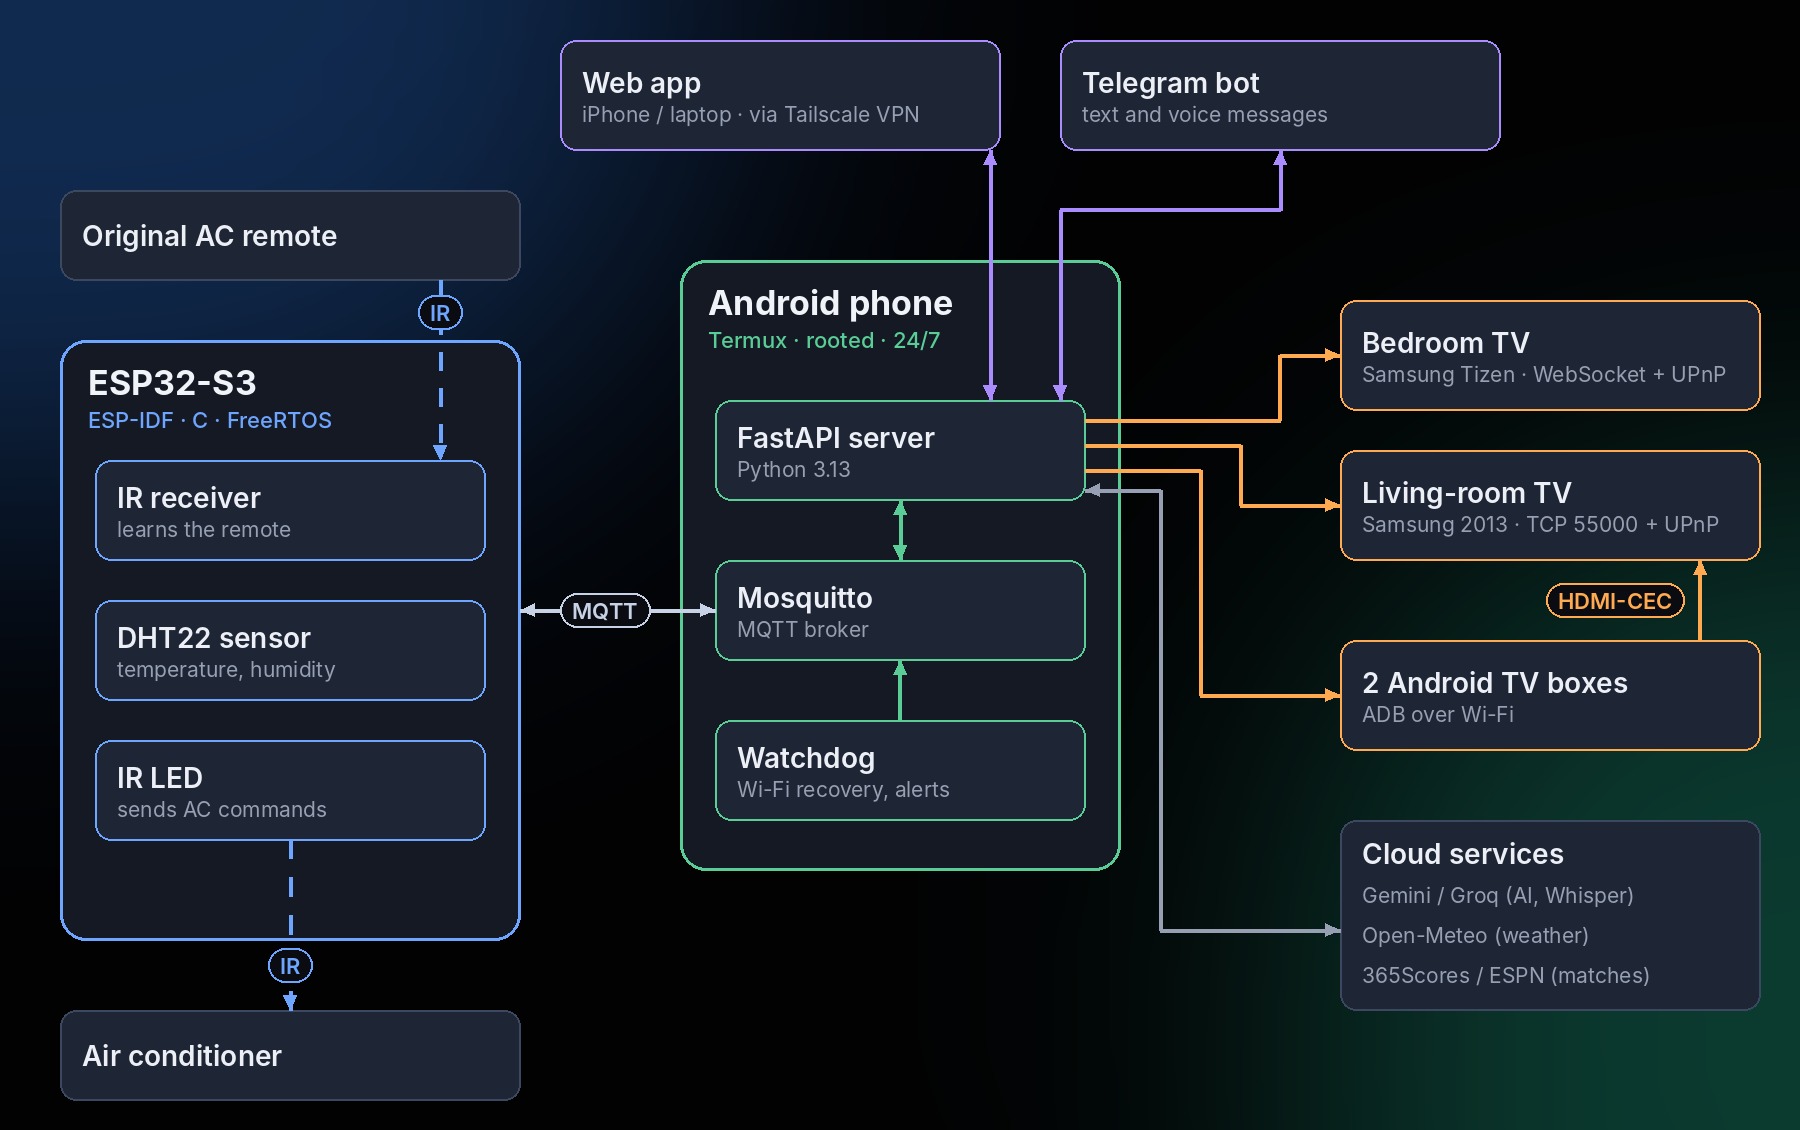 Web app
iPhone / laptop · via Tailscale VPN
Telegram bot
text and voice messages
Original AC remote
IR
ESP32-S3
ESP-IDF · C · FreeRTOS
IR receiver
learns the remote
DHT22 sensor
temperature, humidity
IR LED
sends AC commands
IR
Air conditioner
MQTT
Android phone
Termux · rooted · 24/7
FastAPI server
Python 3.13
Mosquitto
MQTT broker
Watchdog
Wi-Fi recovery, alerts
Bedroom TV
Samsung Tizen · WebSocket + UPnP
Living-room TV
Samsung 2013 · TCP 55000 + UPnP
HDMI-CEC
2 Android TV boxes
ADB over Wi-Fi
Cloud services
Gemini / Groq (AI, Whisper)
Open-Meteo (weather)
365Scores / ESPN (matches)